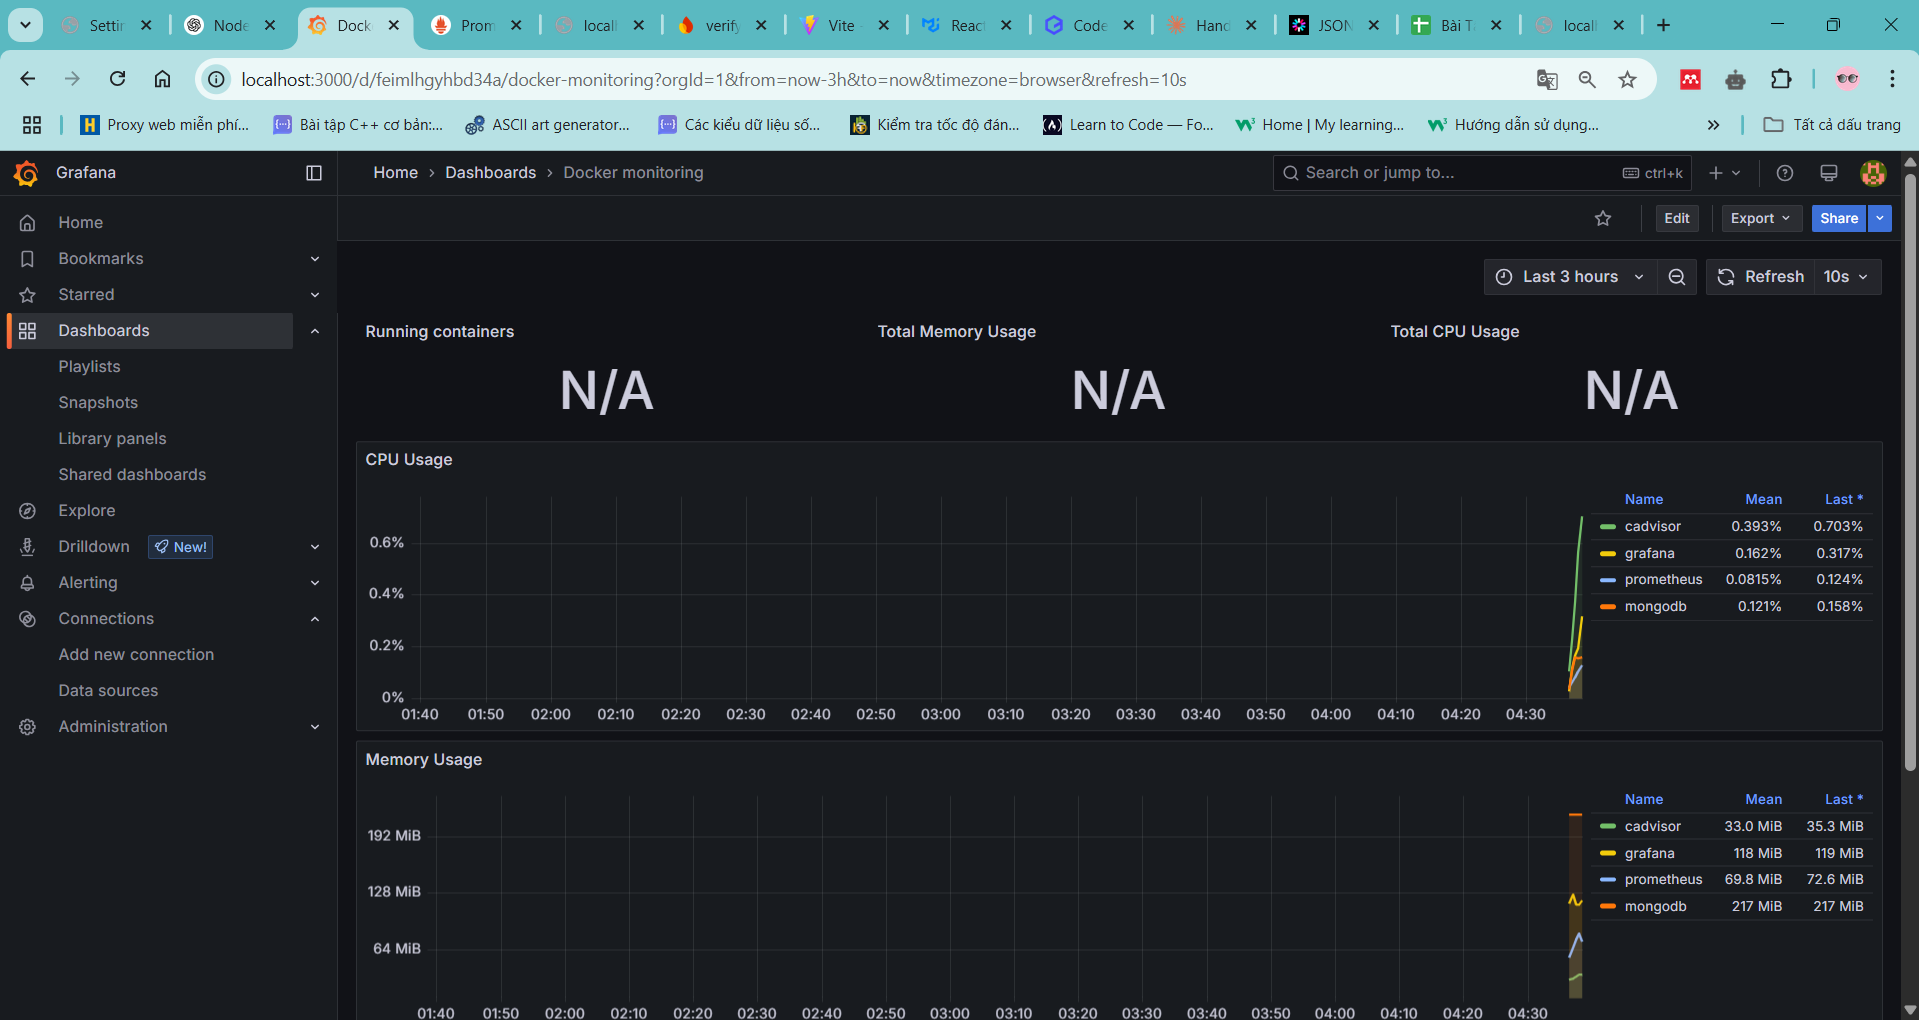 Settin
Node
Docke
Prom
locall
verify
Vite
React
Code
Hand
JSON
Bài T
locall
localhost:3000/d/feimlhgyhbd34a/docker-monitoring?orgId=1&from=now-3h&to=now&timezone=browser&refresh=10s
Proxy web miễn phí...
Bài tập C++ cơ bản:...
ASCII art generator...
Các kiểu dữ liệu số...
Kiểm tra tốc độ đán...
Learn to Code — Fo...
Home | My learning...
Hướng dẫn sử dụng...
Tất cả dấu trang
Grafana
Home › Dashboards › Docker monitoring
Search or jump to...
ctrl+k
Edit
Export
Share
Home
Bookmarks
Starred
Dashboards
Playlists
Snapshots
Library panels
Shared dashboards
Explore
Drilldown New!
Alerting
Connections
Add new connection
Data sources
Administration
Last 3 hours
Refresh
10s
Running containers
N/A
Total Memory Usage
N/A
Total CPU Usage
N/A
CPU Usage
0.6%
0.4%
0.2%
0%
01:40 01:50 02:00 02:10 02:20 02:30 02:40 02:50 03:00 03:10 03:20 03:30 03:40 03:50 04:00 04:10 04:20 04:30
Name Mean Last *
cadvisor 0.393% 0.703%
grafana 0.162% 0.317%
prometheus 0.0815% 0.124%
mongodb 0.121% 0.158%
Memory Usage
192 MiB
128 MiB
64 MiB
01:40 01:50 02:00 02:10 02:20 02:30 02:40 02:50 03:00 03:10 03:20 03:30 03:40 03:50 04:00 04:10 04:20 04:30
Name Mean Last *
cadvisor 33.0 MiB 35.3 MiB
grafana 118 MiB 119 MiB
prometheus 69.8 MiB 72.6 MiB
mongodb 217 MiB 217 MiB